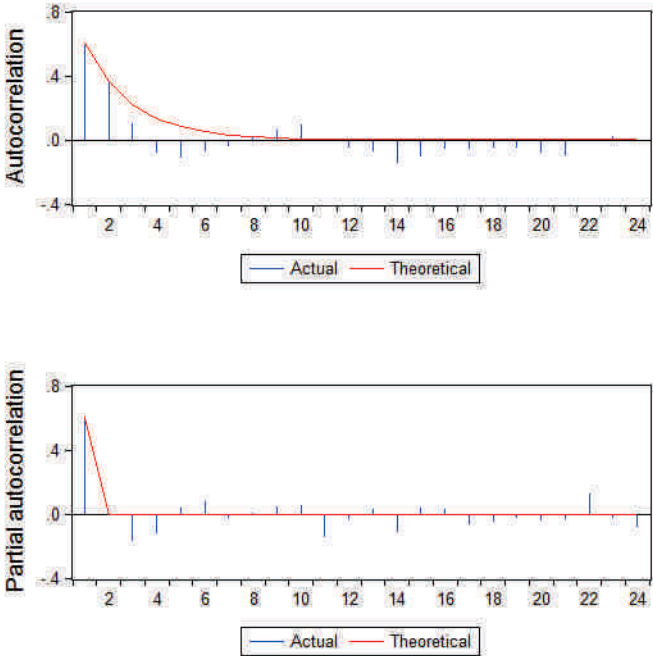 Autocorrelation
.8
.4
.0
-.4
2 4 6 8 10 12 14 16 18 20 22 24
Actual Theoretical
Partial autocorrelation
.8
.4
.0
-.4
2 4 6 8 10 12 14 16 18 20 22 24
Actual Theoretical